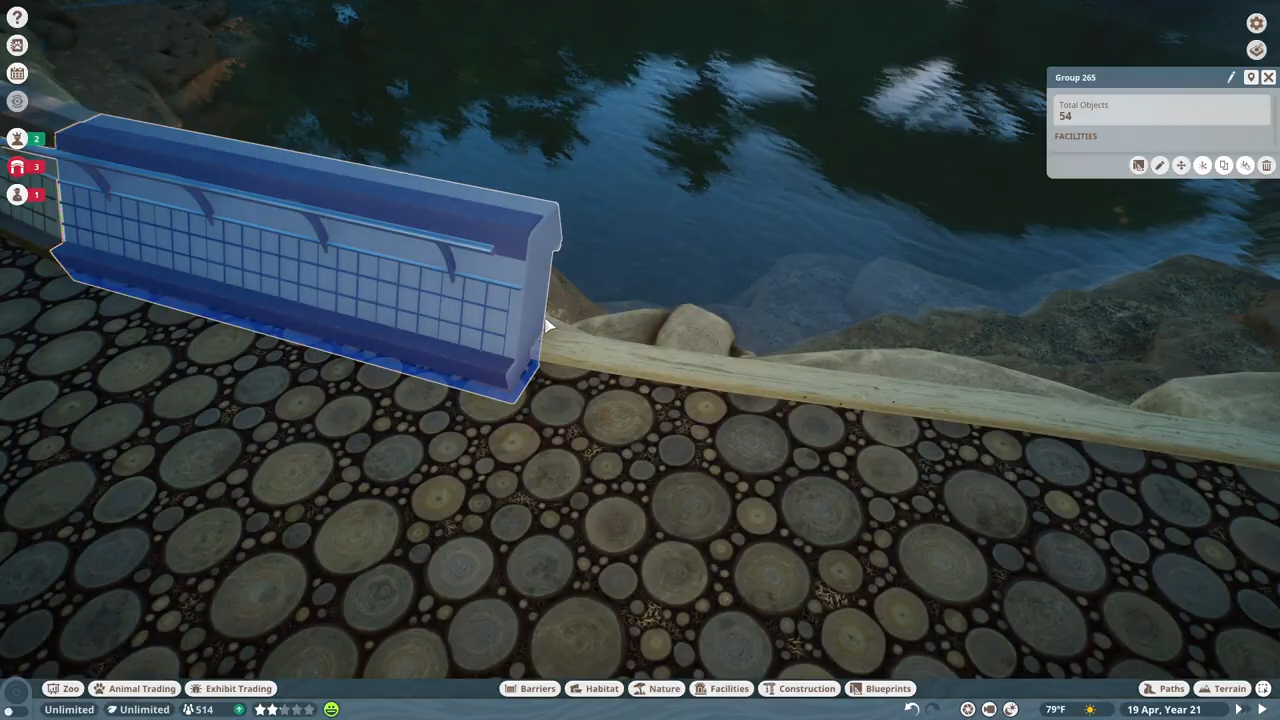 ?
2
3
1
Group 265
Total Objects
54
FACILITIES
Zoo
Animal Trading
Exhibit Trading
Barriers
Habitat
Nature
Facilities
Construction
Blueprints
Paths
Terrain
Unlimited
Unlimited
514
79°F
19 Apr, Year 21